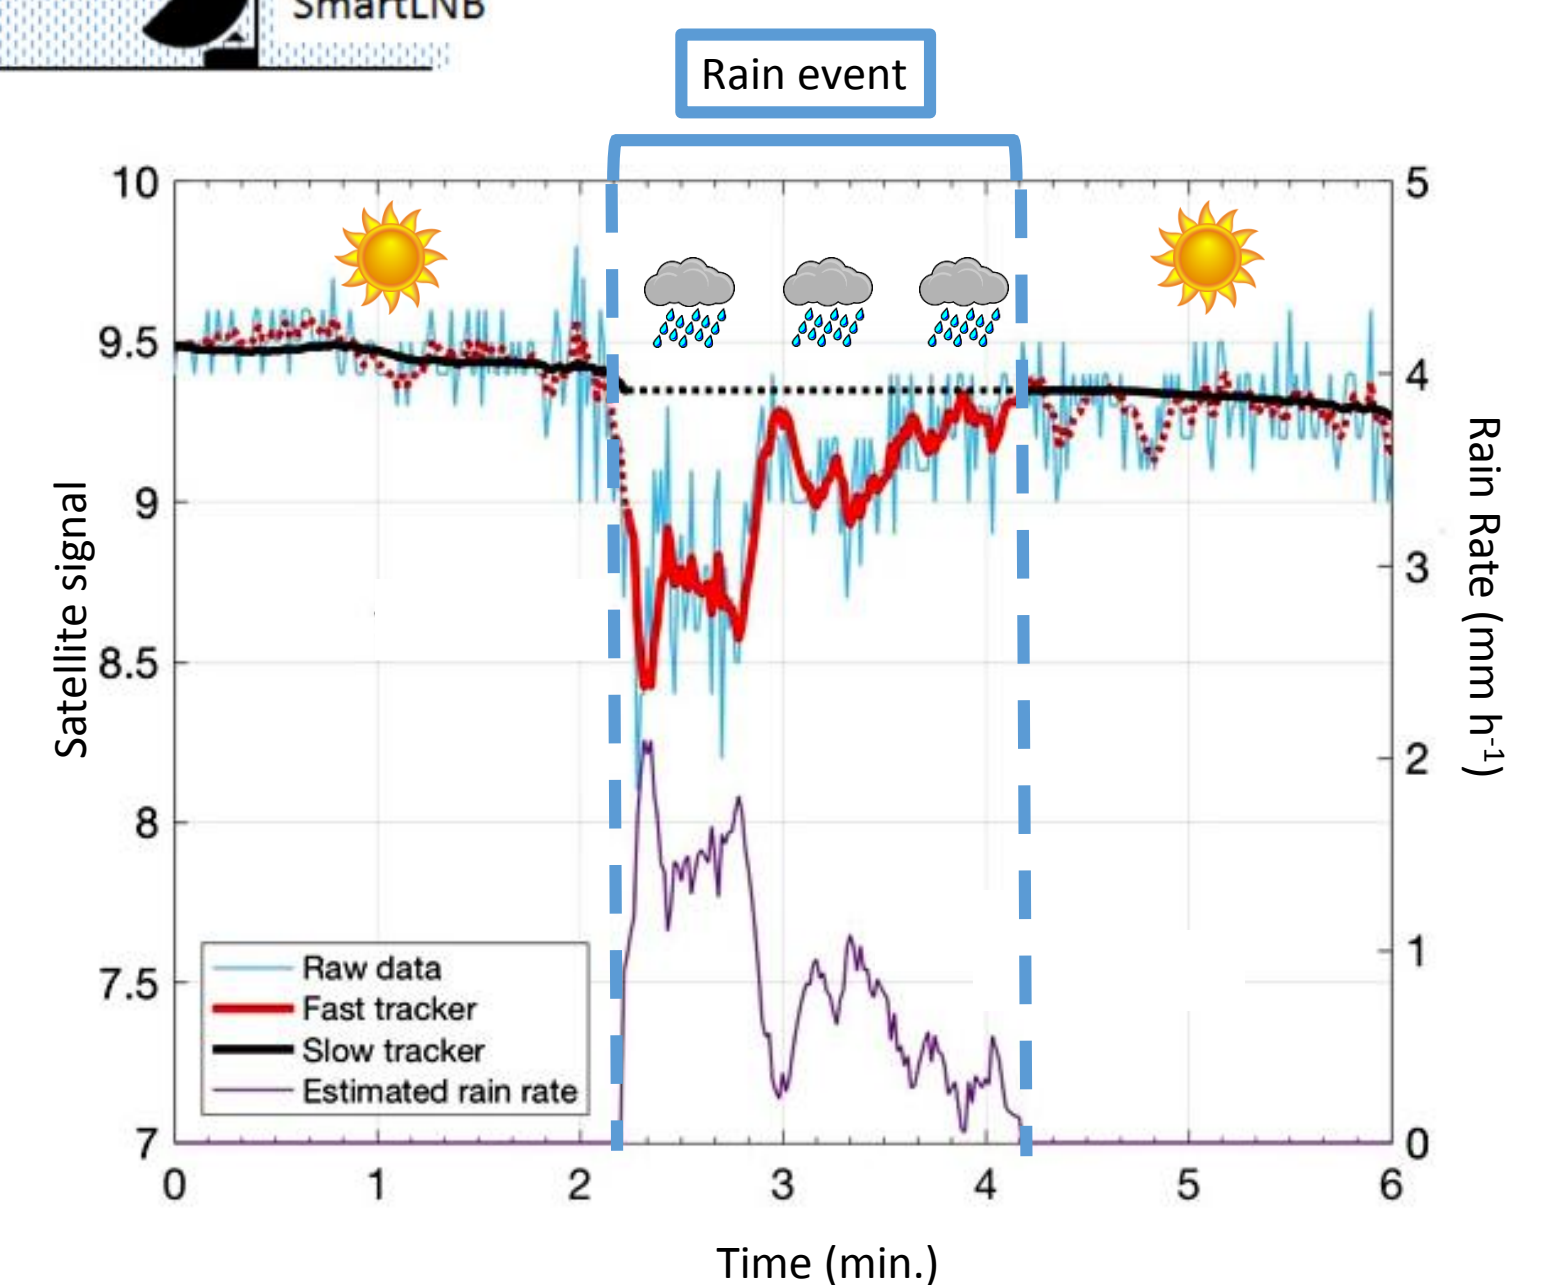 SmartLNB
Rain event
10
9.5
9
8.5
8
7.5
7
Satellite signal
5
4
3
2
1
0
Rain Rate (mm h-1)
Raw data
Fast tracker
Slow tracker
Estimated rain rate
0 1 2 3 4 5 6
Time (min.)